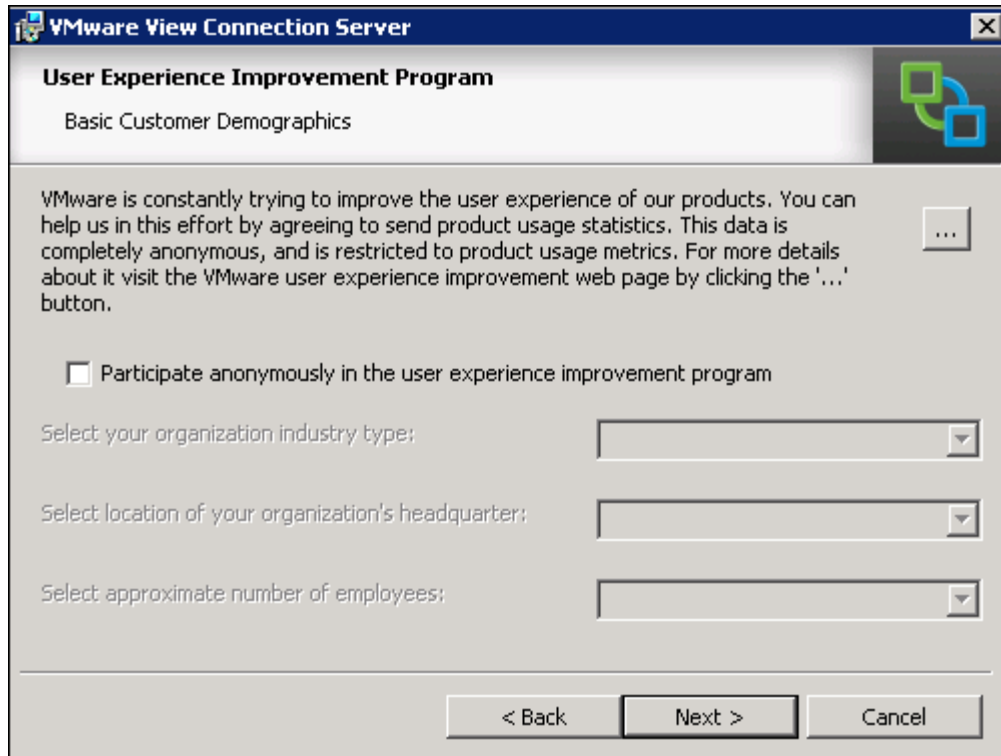 VMware View Connection Server
User Experience Improvement Program
Basic Customer Demographics
VMware is constantly trying to improve the user experience of our products. You can
help us in this effort by agreeing to send product usage statistics. This data is
completely anonymous, and is restricted to product usage metrics. For more details
about it visit the VMware user experience improvement web page by clicking the '...'
button.
...
Participate anonymously in the user experience improvement program
Select your organization industry type:
Select location of your organization's headquarter:
Select approximate number of employees:
< Back Next > Cancel